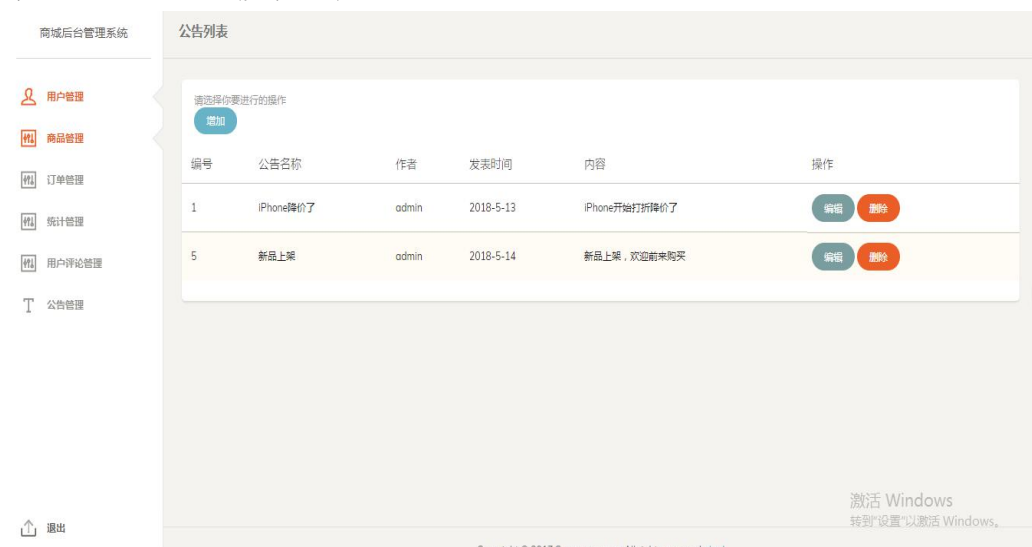 商城后台管理系统
公告列表
用户管理
商品管理
订单管理
统计管理
用户评论管理
公告管理
退出
请选择你要进行的操作
增加
编号 公告名称 作者 发表时间 内容 操作
1 iPhone降价了 admin 2018-5-13 iPhone开始打折降价了 编辑 删除
5 新品上架 admin 2018-5-14 新品上架，欢迎前来购买 编辑 删除
激活 Windows
转到"设置"以激活 Windows。